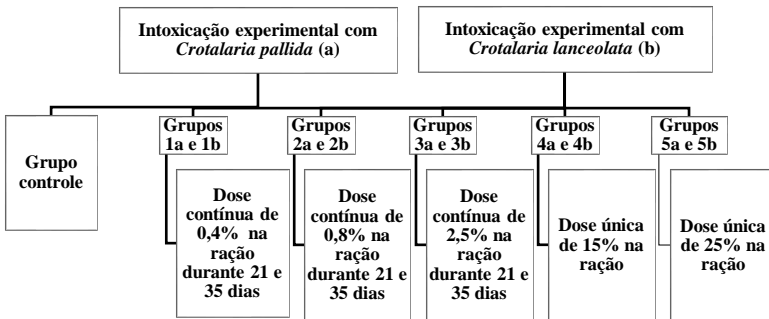 Intoxicação experimental com
Crotalaria pallida (a)
Intoxicação experimental com
Crotalaria lanceolata (b)
Grupo
controle
Grupos
1a e 1b
Grupos
2a e 2b
Grupos
3a e 3b
Grupos
4a e 4b
Grupos
5a e 5b
Dose
contínua de
0,4% na
ração
durante 21 e
35 dias
Dose
contínua de
0,8% na
ração
durante 21 e
35 dias
Dose
contínua de
2,5% na
ração
durante 21 e
35 dias
Dose única
de 15% na
ração
Dose única
de 25% na
ração